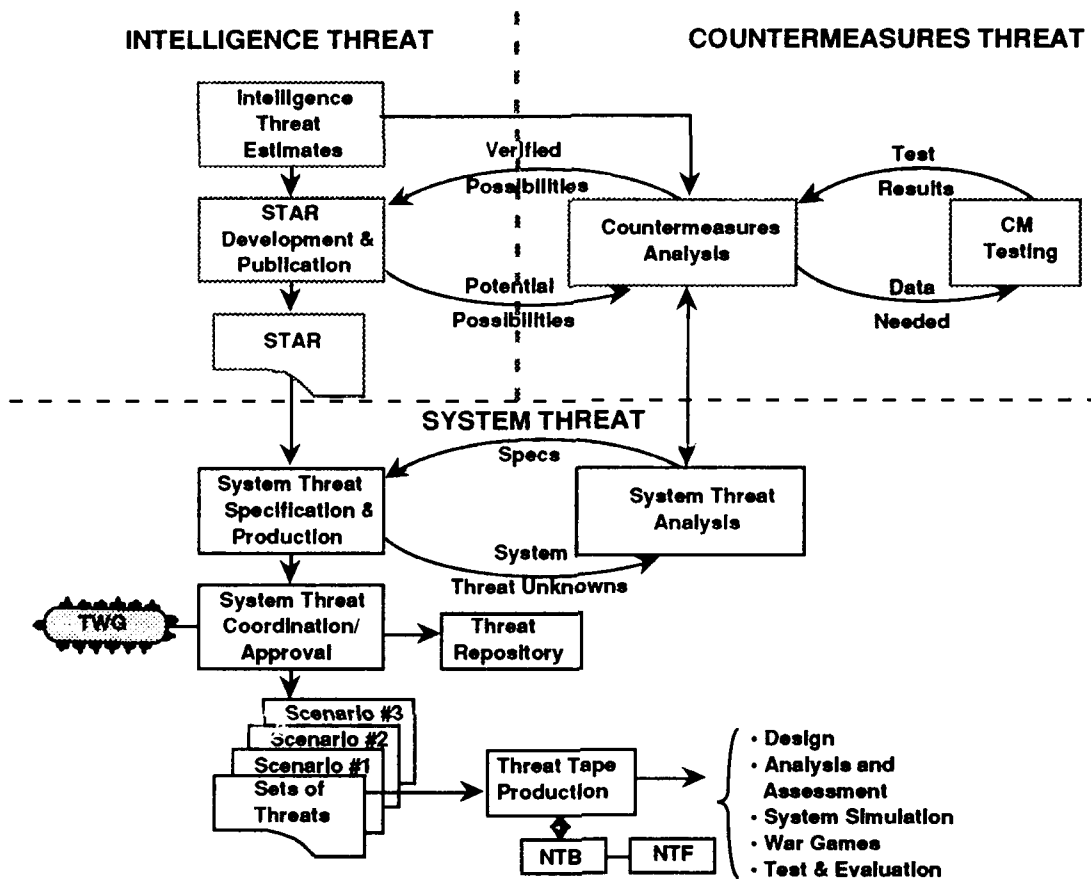 INTELLIGENCE THREAT
COUNTERMEASURES THREAT
Intelligence
Threat
Estimates
Verified
Possibilities
Test
Results
STAR
Development &
Publication
Countermeasures
Analysis
CM
Testing
Potential
Possibilities
Data
Needed
STAR
SYSTEM THREAT
Specs
System Threat
Specification &
Production
System Threat
Analysis
System
Threat Unknowns
TWG
System Threat
Coordination/
Approval
Threat
Repository
Scenario #3
Scenario #2
Scenario #1
Sets of
Threats
Threat Tape
Production
NTB
NTF
• Design
• Analysis and
Assessment
• System Simulation
• War Games
• Test & Evaluation